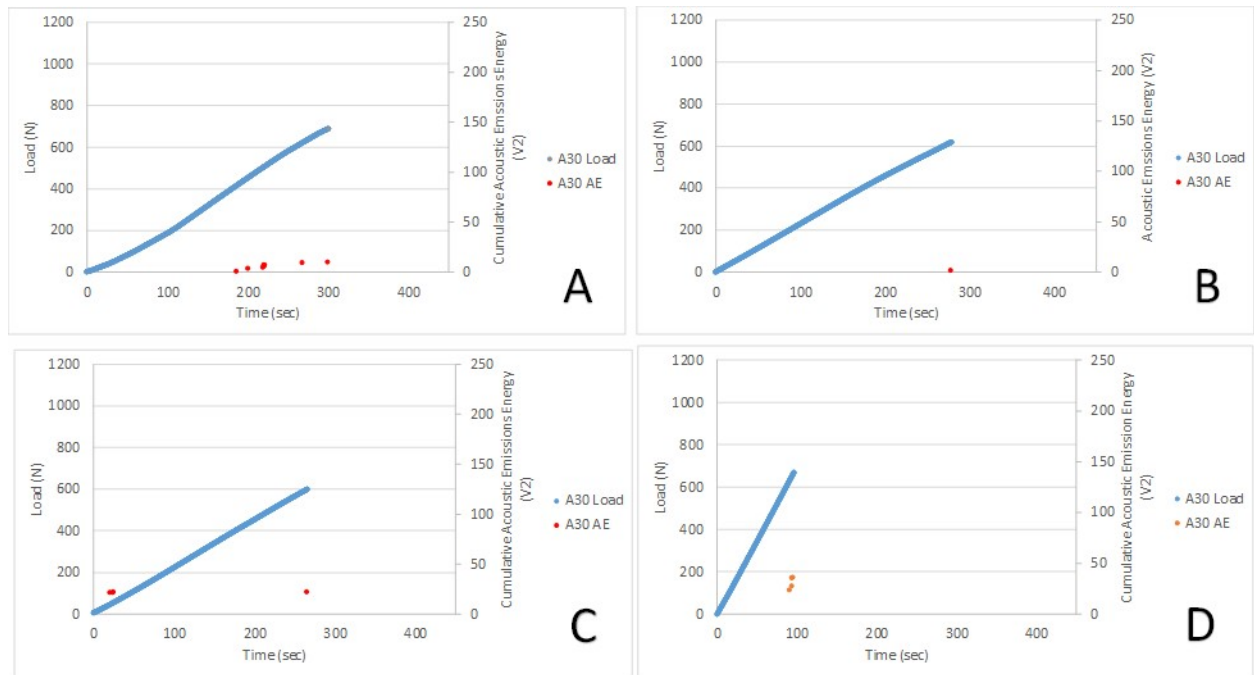 1200
1000
800
600
400
200
0
Load (N)
0 100 200 300 400
Time (sec)
250
200
150
100
50
0
Cumulative Acoustic Emssions Energy
(V2)
A30 Load
A30 AE
A
1200
1000
800
600
400
200
0
Load (N)
0 100 200 300 400
Time (sec)
250
200
150
100
50
0
Acoustic Emssions Energy (V2)
A30 Load
A30 AE
B
1200
1000
800
600
400
200
0
Load (N)
0 100 200 300 400
Time (sec)
250
200
150
100
50
0
Cumulative Acoustic Emissions Energy
(V2)
A30 Load
A30 AE
C
1200
1000
800
600
400
200
0
Load (N)
0 100 200 300 400
Time (sec)
250
200
150
100
50
0
Cumulative Acoustic Emission Energy
(V2)
A30 Load
A30 AE
D